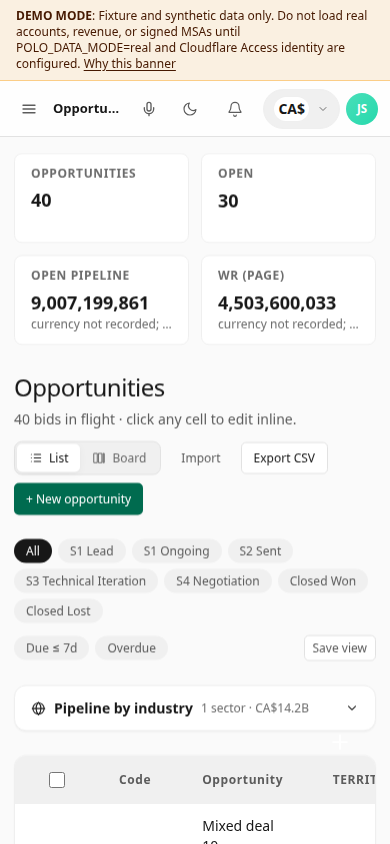 DEMO MODE: Fixture and synthetic data only. Do not load real
accounts, revenue, or signed MSAs until
POLO_DATA_MODE=real and Cloudflare Access identity are
configured. Why this banner
Opportu...
CA$
JS
OPPORTUNITIES
40
OPEN
30
OPEN PIPELINE
9,007,199,861
currency not recorded; ...
WR (PAGE)
4,503,600,033
currency not recorded; ...
Opportunities
40 bids in flight · click any cell to edit inline.
List
Board
Import
Export CSV
+ New opportunity
All
S1 Lead
S1 Ongoing
S2 Sent
S3 Technical Iteration
S4 Negotiation
Closed Won
Closed Lost
Due ≤ 7d
Overdue
Save view
Pipeline by industry 1 sector · CA$14.2B
Code
Opportunity
TERRIT
Mixed deal